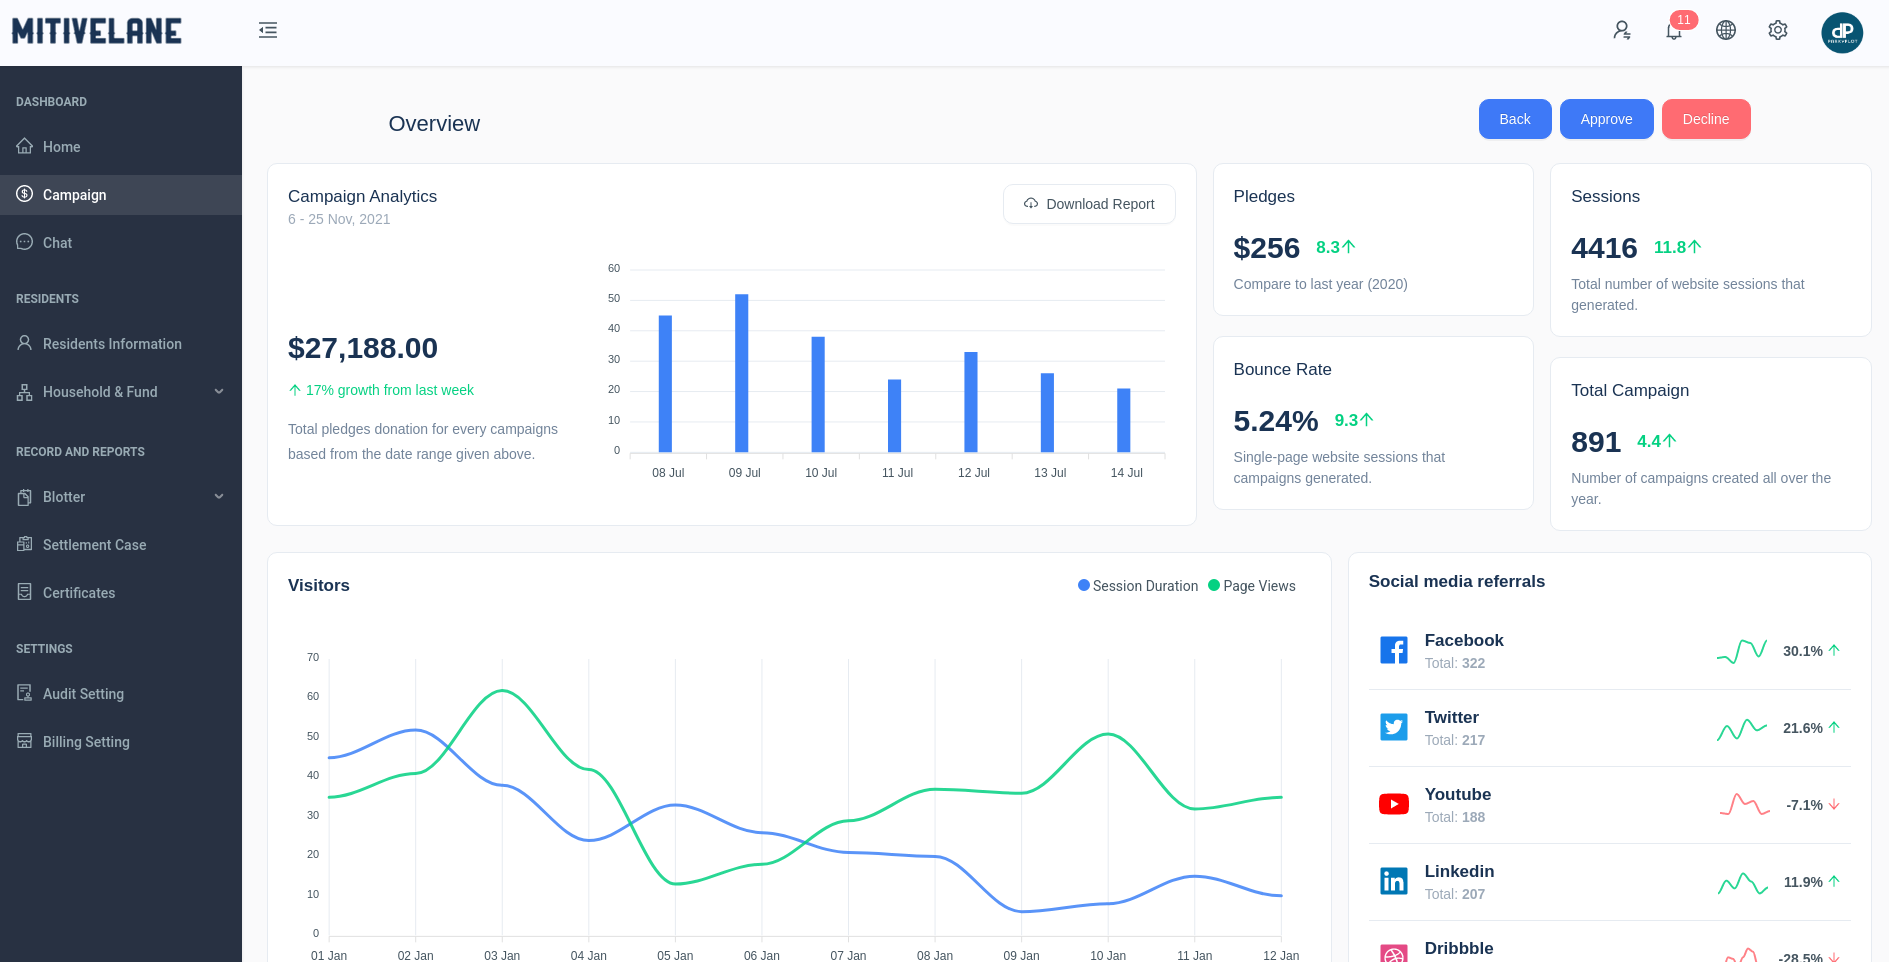 MITIVELANE
11
dP
DASHBOARD
Home
Campaign
Chat
RESIDENTS
Residents Information
Household & Fund
RECORD AND REPORTS
Blotter
Settlement Case
Certificates
SETTINGS
Audit Setting
Billing Setting
Overview
Back
Approve
Decline
Campaign Analytics
6 - 25 Nov, 2021
Download Report
$27,188.00
17% growth from last week
Total pledges donation for every campaigns
based from the date range given above.
60
50
40
30
20
10
0
08 Jul 09 Jul 10 Jul 11 Jul 12 Jul 13 Jul 14 Jul
Pledges
$256 8.3
Compare to last year (2020)
Bounce Rate
5.24% 9.3
Single-page website sessions that
campaigns generated.
Sessions
4416 11.8
Total number of website sessions that
generated.
Total Campaign
891 4.4
Number of campaigns created all over the
year.
Visitors
Session Duration Page Views
70
60
50
40
30
20
10
0
01 Jan 02 Jan 03 Jan 04 Jan 05 Jan 06 Jan 07 Jan 08 Jan 09 Jan 10 Jan 11 Jan 12 Jan
Social media referrals
Facebook
Total: 322
30.1%
Twitter
Total: 217
21.6%
Youtube
Total: 188
-7.1%
Linkedin
Total: 207
11.9%
Dribbble
-28.5%